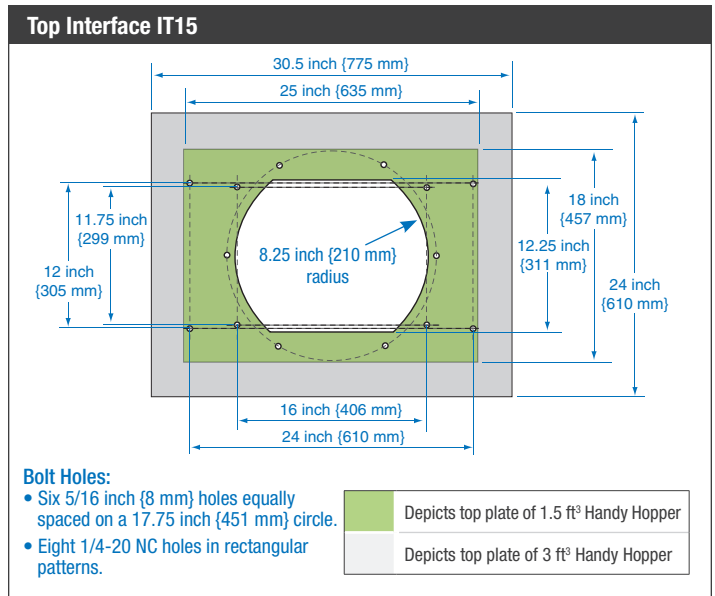 Top Interface IT15
30.5 inch {775 mm}
25 inch {635 mm}
11.75 inch
{299 mm}
12 inch
{305 mm}
8.25 inch {210 mm}
radius
18 inch
{457 mm}
12.25 inch
{311 mm}
24 inch
{610 mm}
16 inch {406 mm}
24 inch {610 mm}
Bolt Holes:
• Six 5/16 inch {8 mm} holes equally
spaced on a 17.75 inch {451 mm} circle.
• Eight 1/4-20 NC holes in rectangular
patterns.
Depicts top plate of 1.5 ft³ Handy Hopper
Depicts top plate of 3 ft³ Handy Hopper